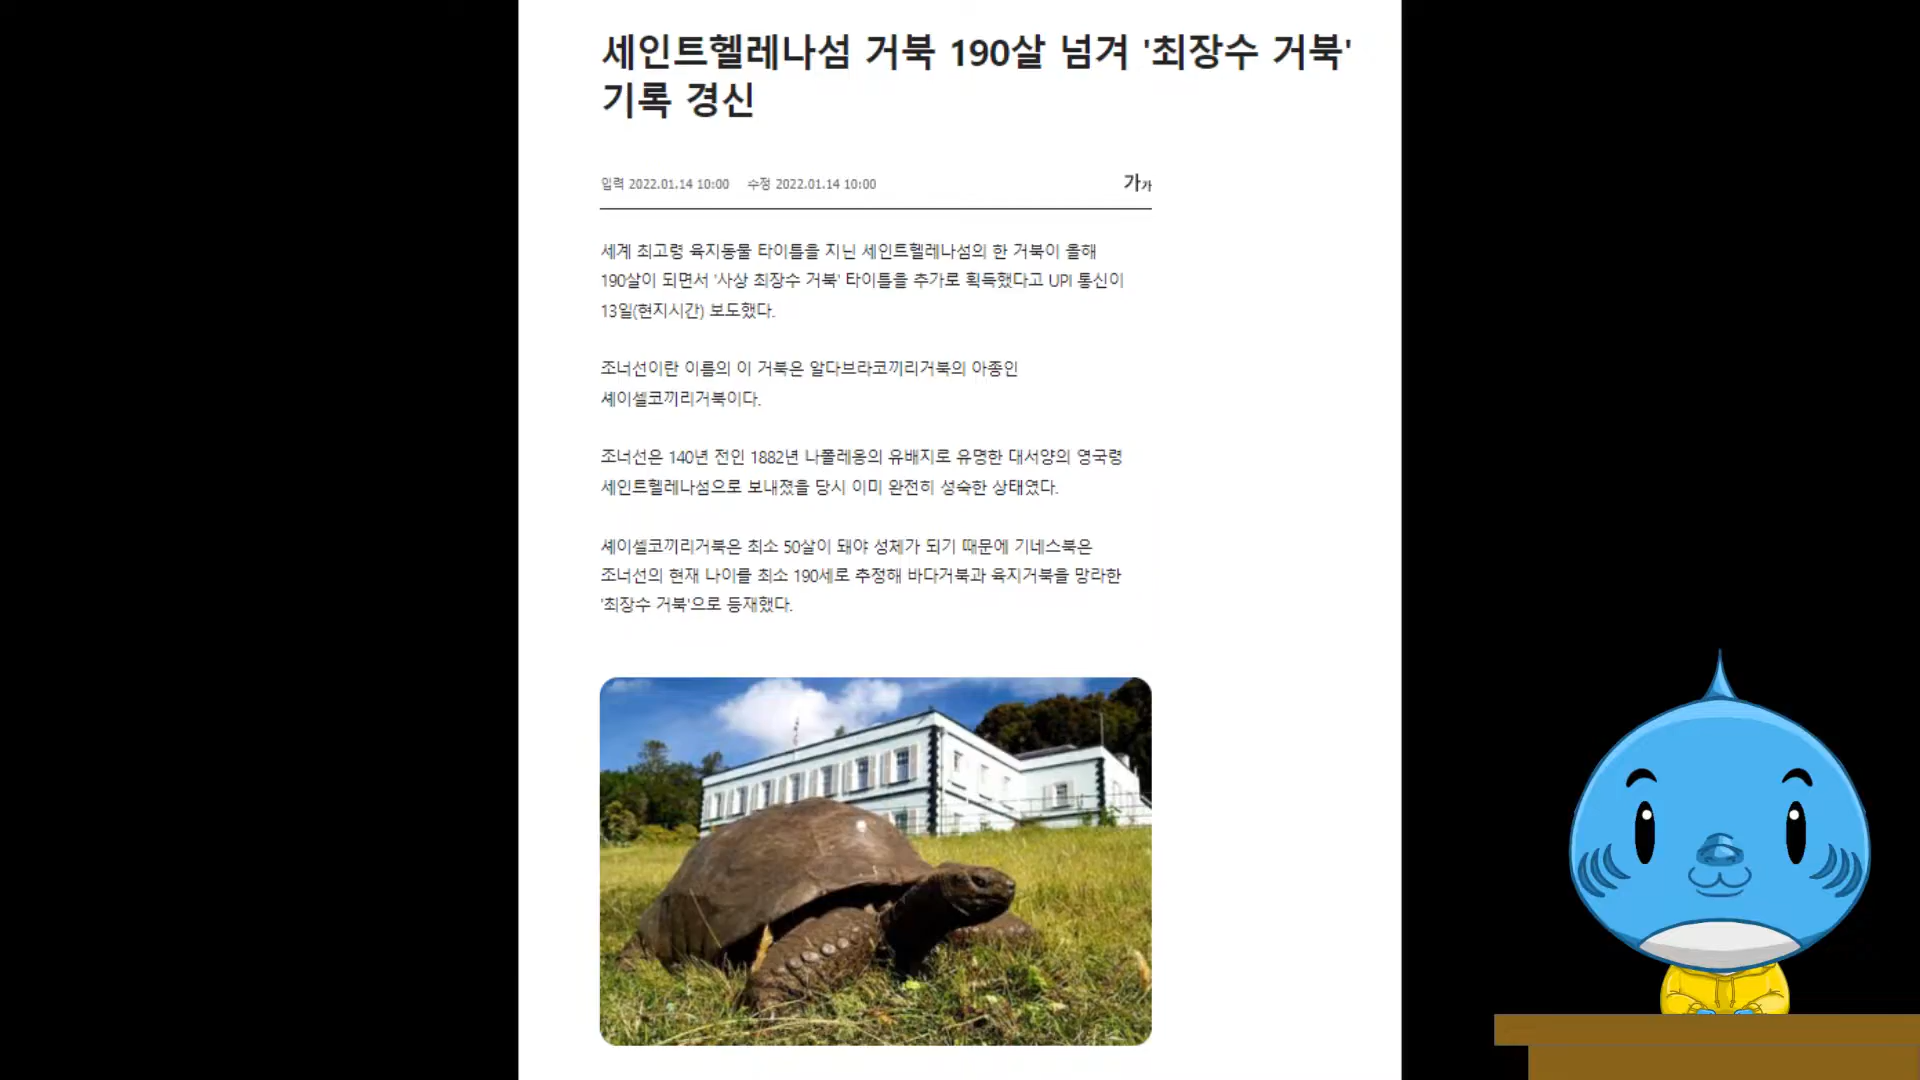 세인트헬레나섬 거북 190살 넘겨 '최장수 거북'
기록 경신
입력 2022.01.14 10:00 수정 2022.01.14 10:00
가가
세계 최고령 육지동물 타이틀을 지닌 세인트헬레나섬의 한 거북이 올해
190살이 되면서 '사상 최장수 거북' 타이틀을 추가로 획득했다고 UPI 통신이
13일(현지시간) 보도했다.
조너선이란 이름의 이 거북은 알다브라코끼리거북의 아종인
셰이셸코끼리거북이다.
조너선은 140년 전인 1882년 나폴레옹의 유배지로 유명한 대서양의 영국령
세인트헬레나섬으로 보내졌을 당시 이미 완전히 성숙한 상태였다.
셰이셸코끼리거북은 최소 50살이 돼야 성체가 되기 때문에 기네스북은
조너선의 현재 나이를 최소 190세로 추정해 바다거북과 육지거북을 망라한
'최장수 거북'으로 등재했다.